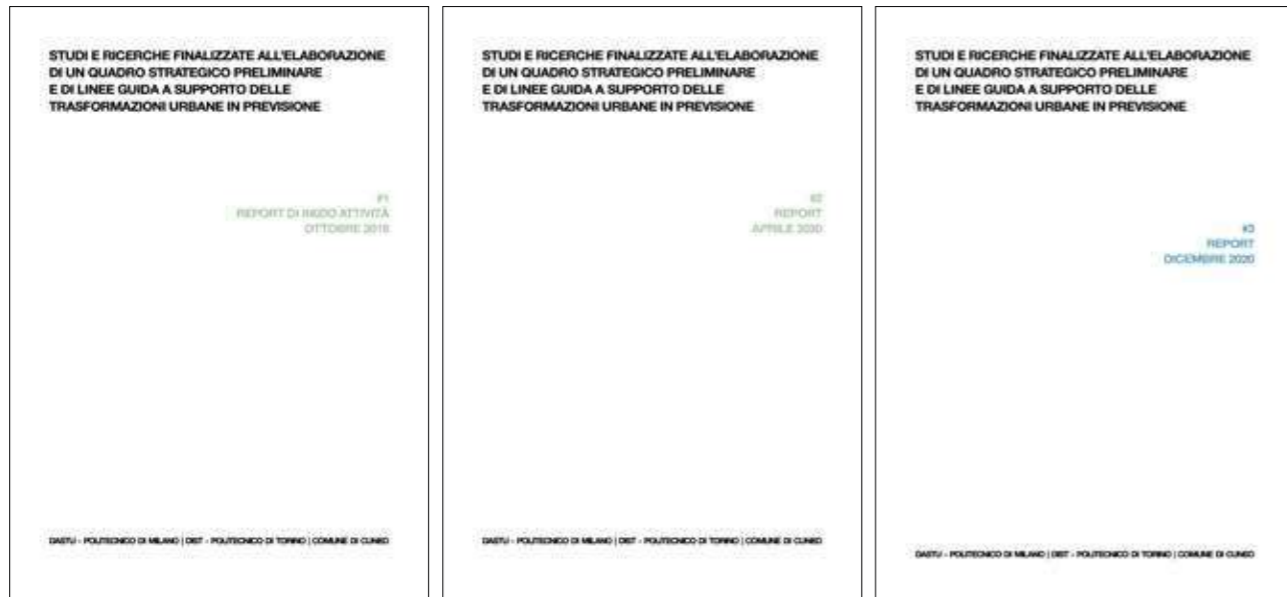 STUDI E RICERCHE FINALIZZATE ALL'ELABORAZIONE
DI UN QUADRO STRATEGICO PRELIMINARE
E DI LINEE GUIDA A SUPPORTO DELLE
TRASFORMAZIONI URBANE IN PREVISIONE
#1
REPORT DI INIZIO ATTIVITÀ
OTTOBRE 2019
DASTU - POLITECNICO DI MILANO | DIST - POLITECNICO DI TORINO | COMUNE DI CUNEO
STUDI E RICERCHE FINALIZZATE ALL'ELABORAZIONE
DI UN QUADRO STRATEGICO PRELIMINARE
E DI LINEE GUIDA A SUPPORTO DELLE
TRASFORMAZIONI URBANE IN PREVISIONE
#2
REPORT
APRILE 2020
DASTU - POLITECNICO DI MILANO | DIST - POLITECNICO DI TORINO | COMUNE DI CUNEO
STUDI E RICERCHE FINALIZZATE ALL'ELABORAZIONE
DI UN QUADRO STRATEGICO PRELIMINARE
E DI LINEE GUIDA A SUPPORTO DELLE
TRASFORMAZIONI URBANE IN PREVISIONE
#3
REPORT
DICEMBRE 2020
DASTU - POLITECNICO DI MILANO | DIST - POLITECNICO DI TORINO | COMUNE DI CUNEO